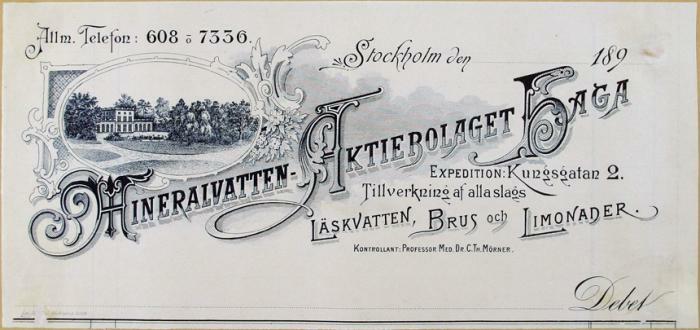 Allm. Telefon: 608 ö 7336.
Stockholm den 189
Mineralvatten-Aktiebolaget Haga
Expedition: Kungsgatan 2.
Tillverkning af alla slags
Läskvatten, Brus och Limonader.
Kontrollant: Professor Med. Dr. C. Th. Mörner.
Debet